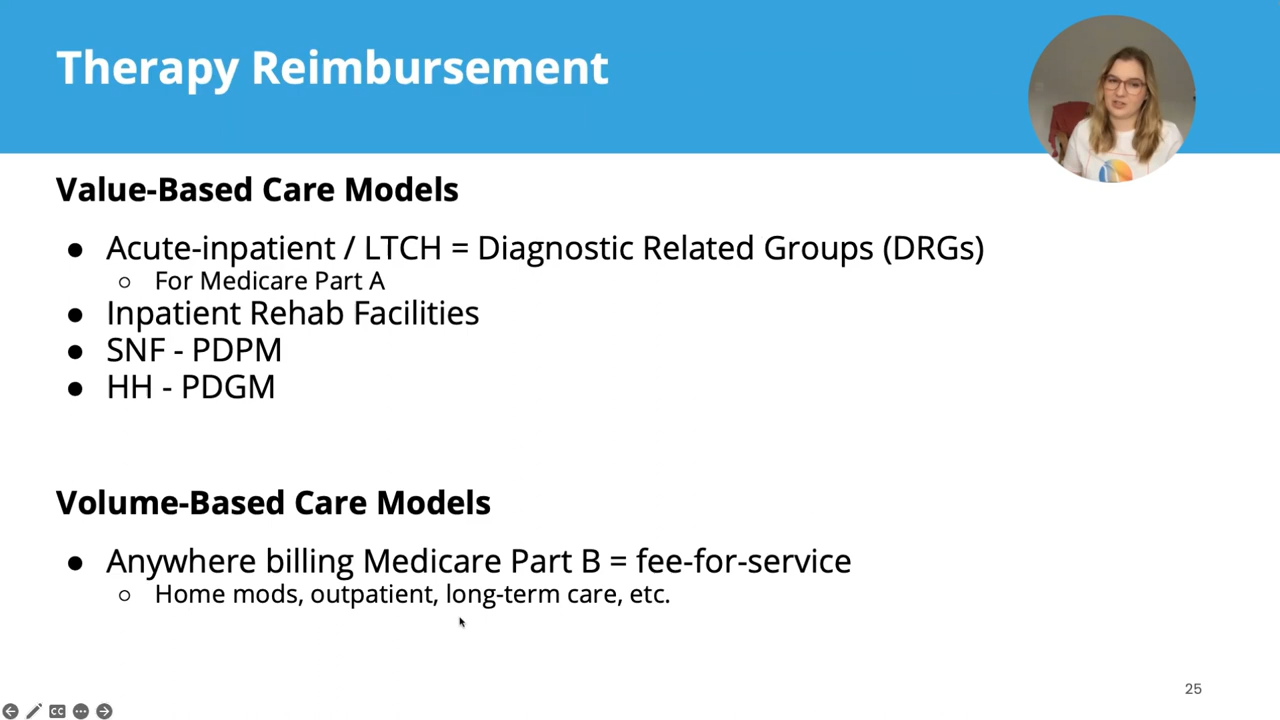 Therapy Reimbursement
Value-Based Care Models
● Acute-inpatient / LTCH = Diagnostic Related Groups (DRGs)
○ For Medicare Part A
● Inpatient Rehab Facilities
● SNF - PDPM
● HH - PDGM
Volume-Based Care Models
● Anywhere billing Medicare Part B = fee-for-service
○ Home mods, outpatient, long-term care, etc.
25
CC